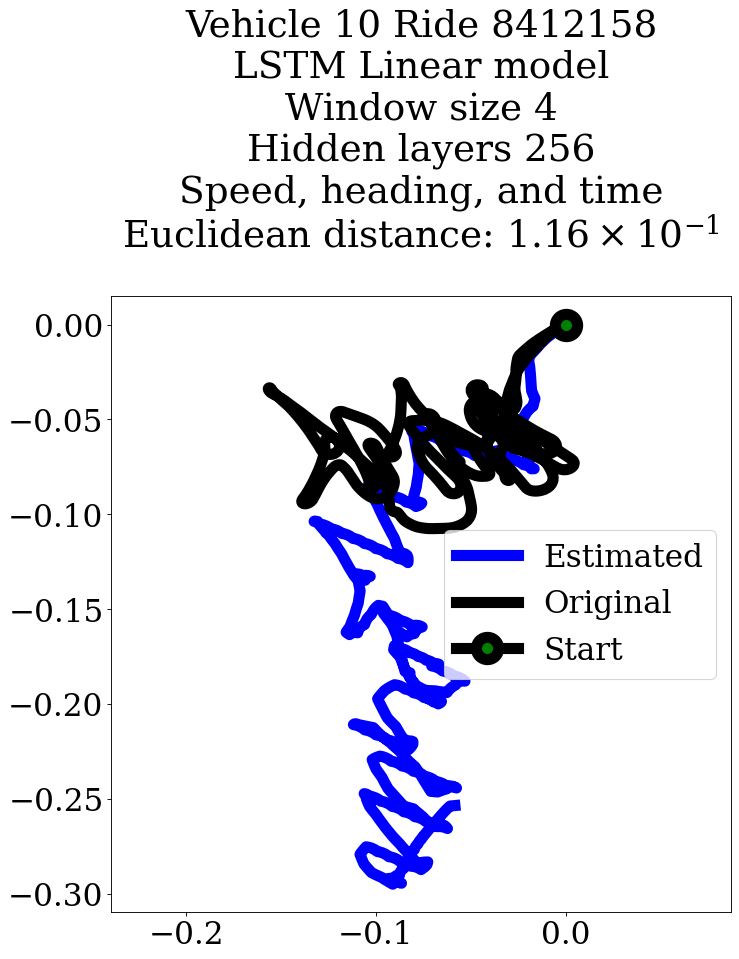 Vehicle 10 Ride 8412158
LSTM Linear model
Window size 4
Hidden layers 256
Speed, heading, and time
Euclidean distance: 1.16 × 10⁻¹
0.00
−0.05
−0.10
−0.15
−0.20
−0.25
−0.30
Estimated
Original
Start
−0.2
−0.1
0.0